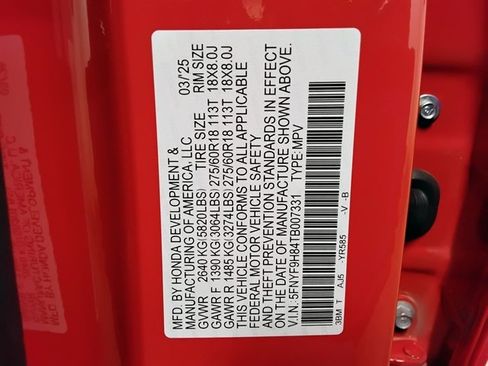 MFD. BY HONDA DEVELOPMENT &
MANUFACTURING OF AMERICA, LLC 03/25
GVWR 2640 KG(5820LBS) TIRE SIZE RIM SIZE
GAWR F 1390 KG(3064LBS) 275/60R18 113T 18X8.0J
GAWR R 1485 KG(3274LBS) 275/60R18 113T 18X8.0J
THIS VEHICLE CONFORMS TO ALL APPLICABLE
FEDERAL MOTOR VEHICLE SAFETY
AND THEFT PREVENTION STANDARDS IN EFFECT
ON THE DATE OF MANUFACTURE SHOWN ABOVE.
V.I.N: 5FNYF9H84TB007331 TYPE: MPV
3BM T AJ5 -YR585 -V -B